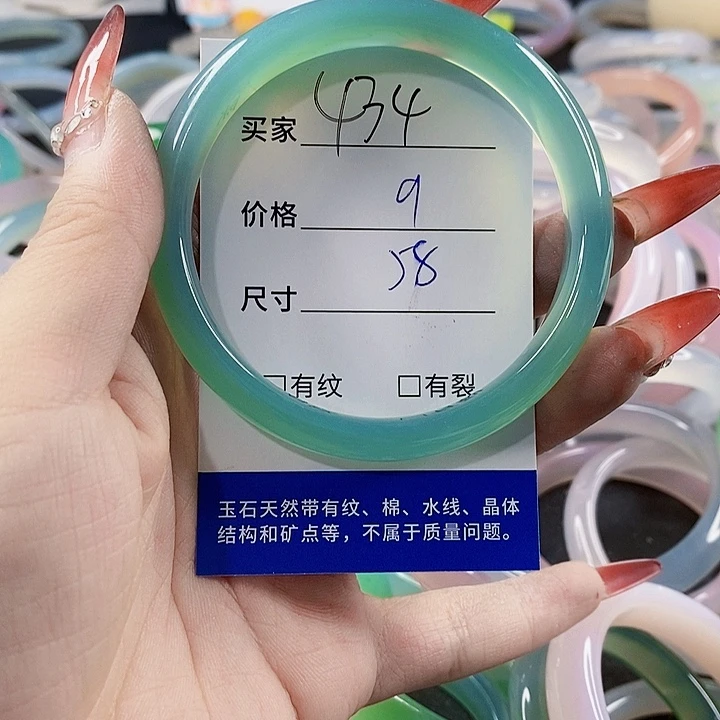 买家 434
价格 9
尺寸 58
□有纹 □有裂
玉石天然带有纹、棉、水线、晶体
结构和矿点等，不属于质量问题。